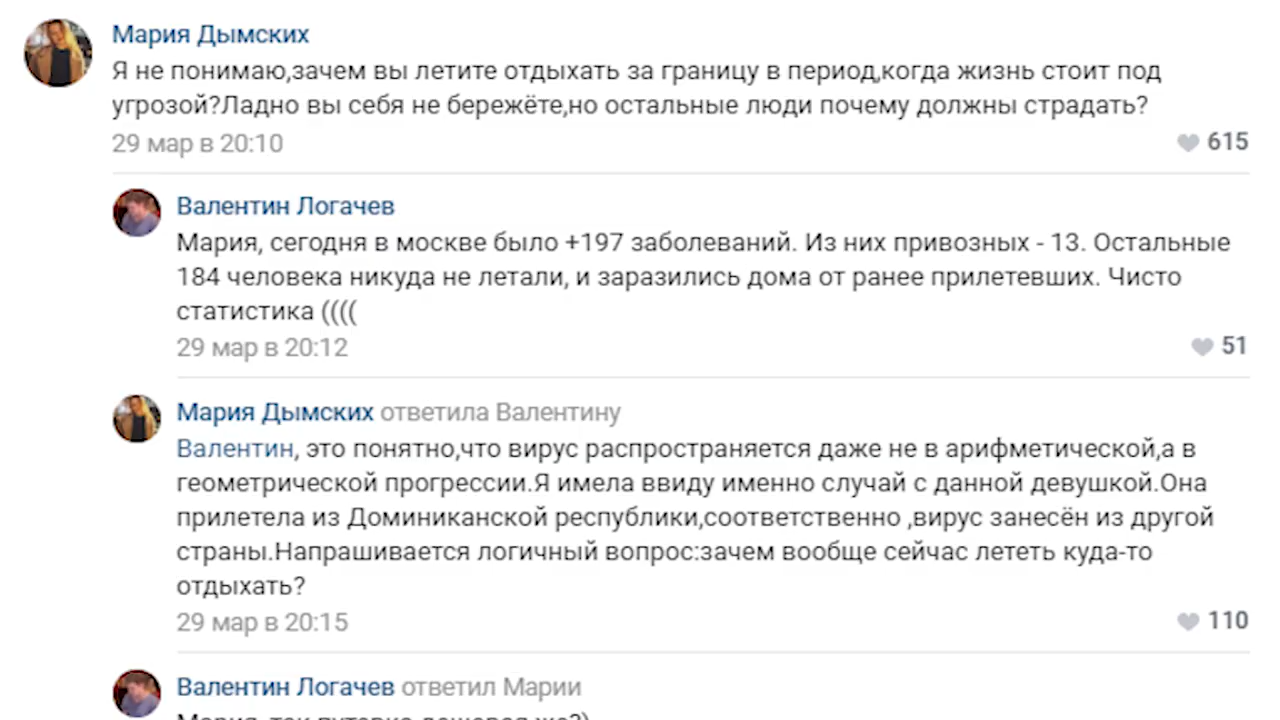 Мария Дымских
Я не понимаю,зачем вы летите отдыхать за границу в период,когда жизнь стоит под
угрозой?Ладно вы себя не бережёте,но остальные люди почему должны страдать?
29 мар в 20:10
615
Валентин Логачев
Мария, сегодня в москве было +197 заболеваний. Из них привозных - 13. Остальные
184 человека никуда не летали, и заразились дома от ранее прилетевших. Чисто
статистика ((((
29 мар в 20:12
51
Мария Дымских ответила Валентину
Валентин, это понятно,что вирус распространяется даже не в арифметической,а в
геометрической прогрессии.Я имела ввиду именно случай с данной девушкой.Она
прилетела из Доминиканской республики,соответственно ,вирус занесён из другой
страны.Напрашивается логичный вопрос:зачем вообще сейчас лететь куда-то
отдыхать?
29 мар в 20:15
110
Валентин Логачев ответил Марии
Мария, так путевка дешевая же?)